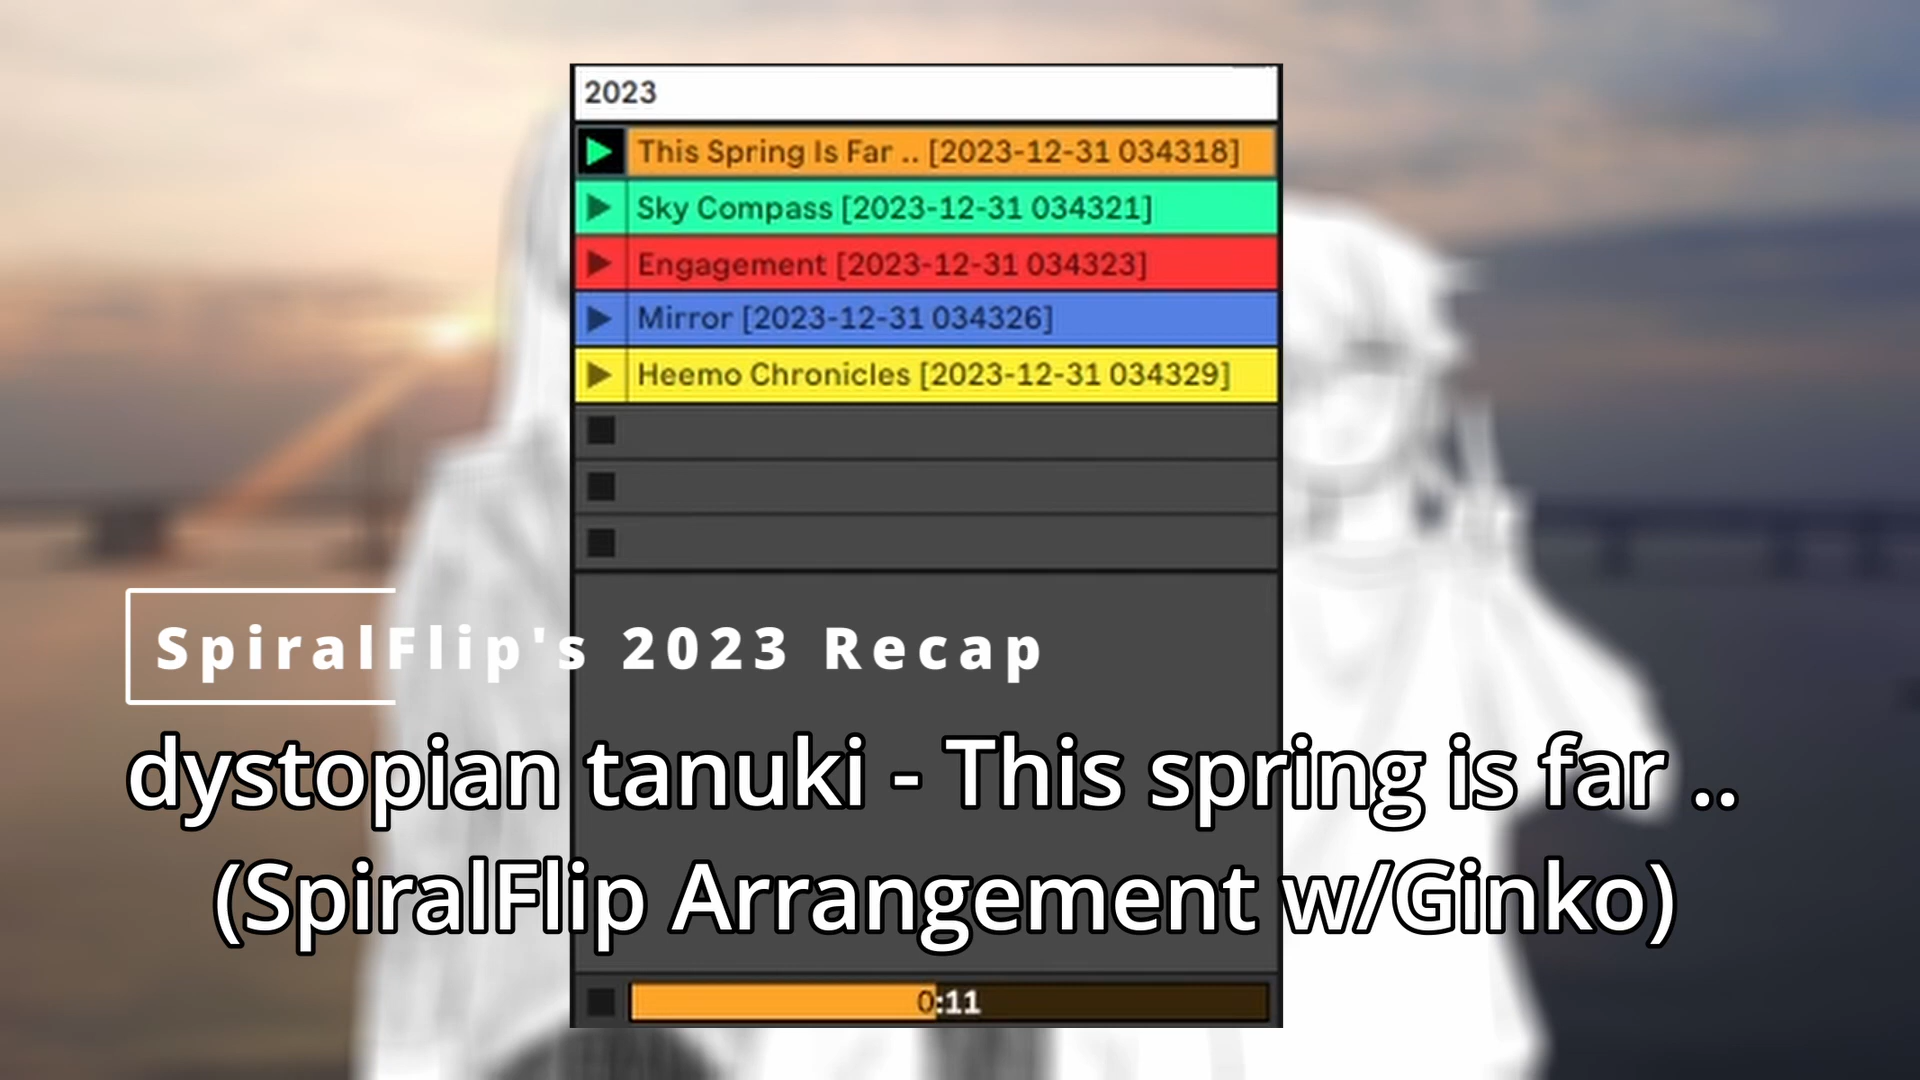 2023
This Spring Is Far .. [2023-12-31 034318]
Sky Compass [2023-12-31 034321]
Engagement [2023-12-31 034323]
Mirror [2023-12-31 034326]
Heemo Chronicles [2023-12-31 034329]
SpiralFlip's 2023 Recap
dystopian tanuki - This spring is far ..
(SpiralFlip Arrangement w/Ginko)
0:11